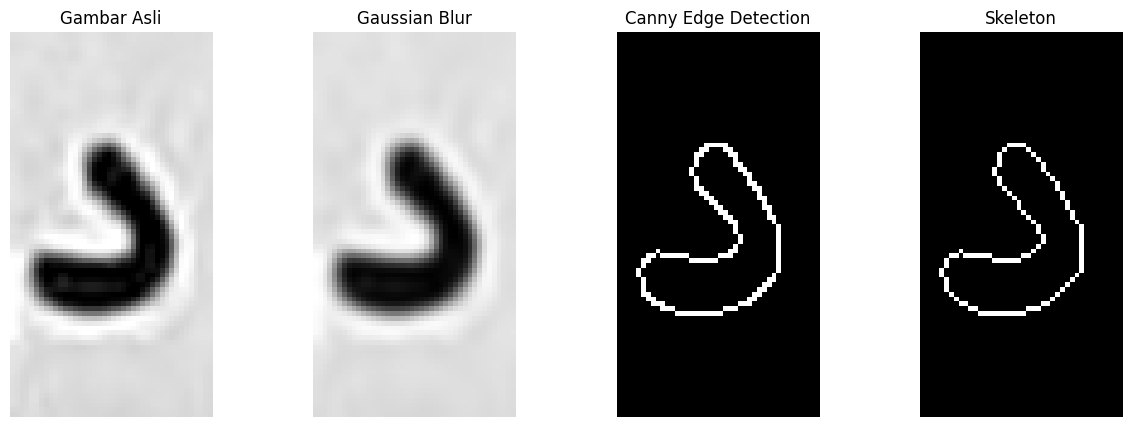 Gambar Asli Gaussian Blur Canny Edge Detection Skeleton
د د د د